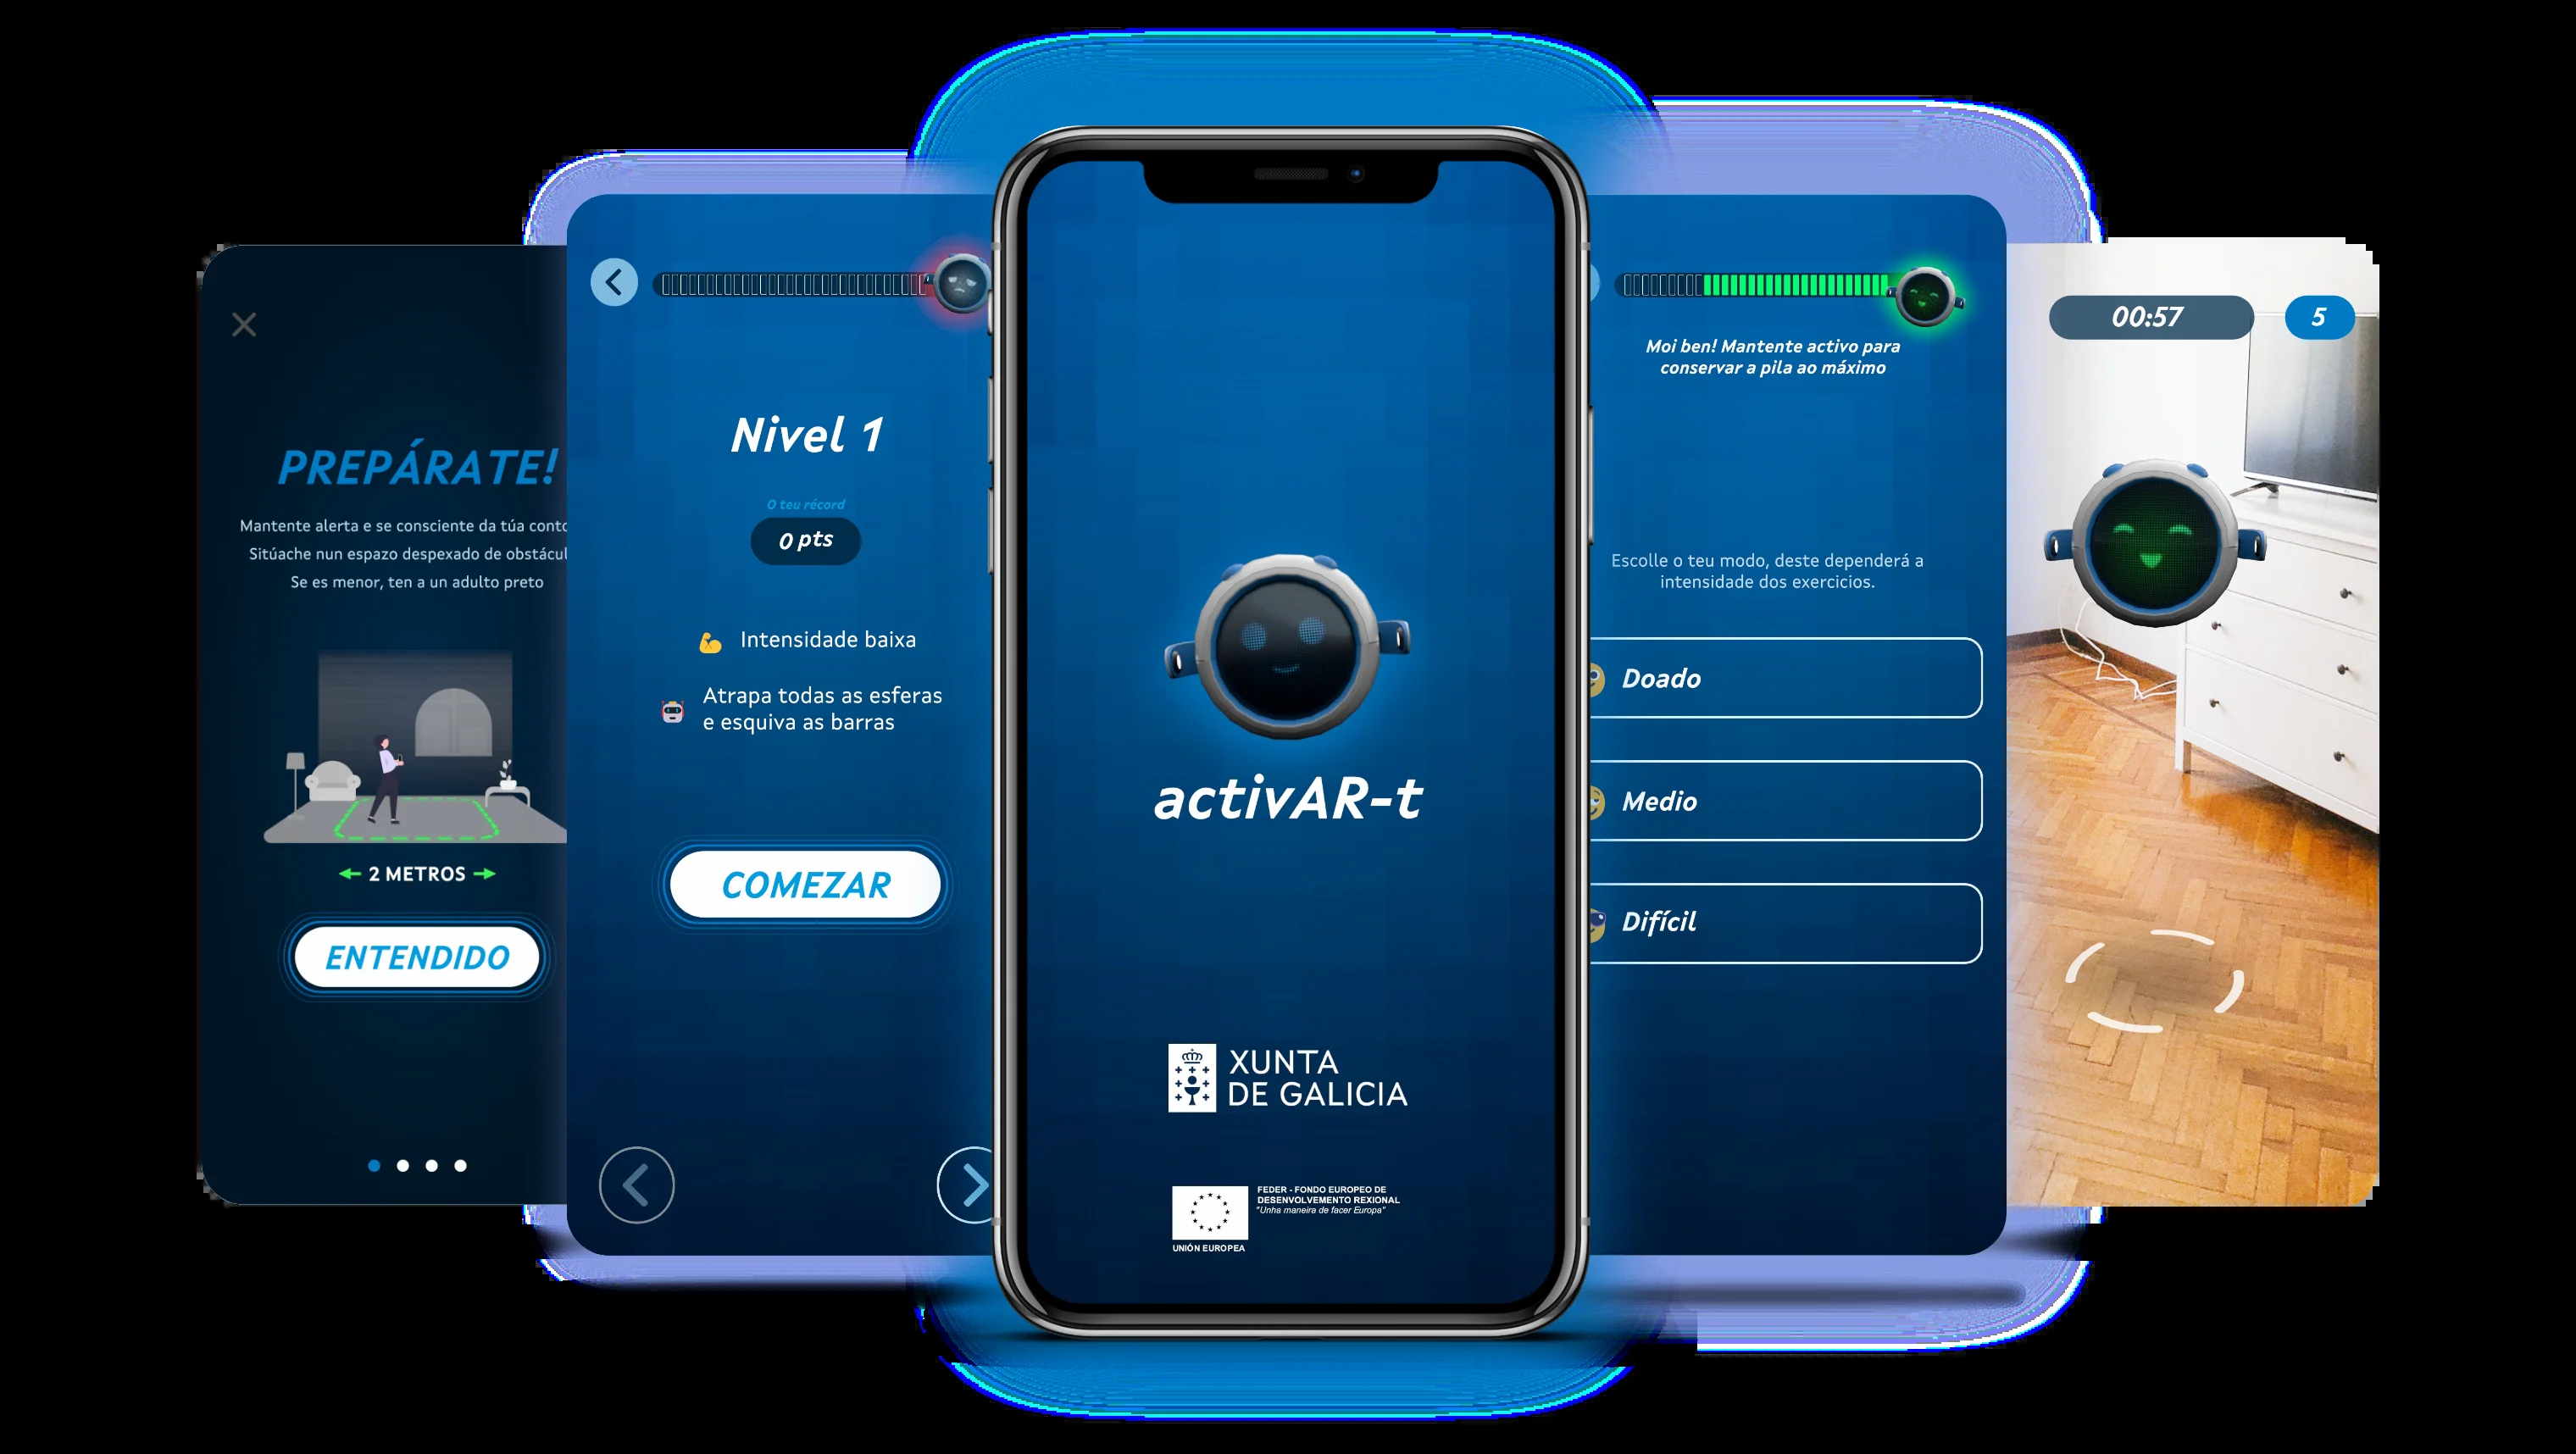 PREPÁRATE!
Mantente alerta e se consciente da túa
Sitúache nun espazo despexado de
Se es menor, ten a un adulto preto
2 METROS
ENTENDIDO
Nivel 1
O teu récord
0 pts
Intensidade baixa
Atrapa todas as esferas
e esquiva as barras
COMEZAR
activAR-t
XUNTA
DE GALICIA
FEDER - FONDO EUROPEO DE
DESENVOLVEMENTO REXIONAL
"Unha maneira de facer Europa"
UNIÓN EUROPEA
Moi ben! Mantente activo para
conservar a pila ao máximo
Escolle o teu modo, deste dependerá a
intensidade dos exercicios.
Doado
Medio
Difícil
00:57
5